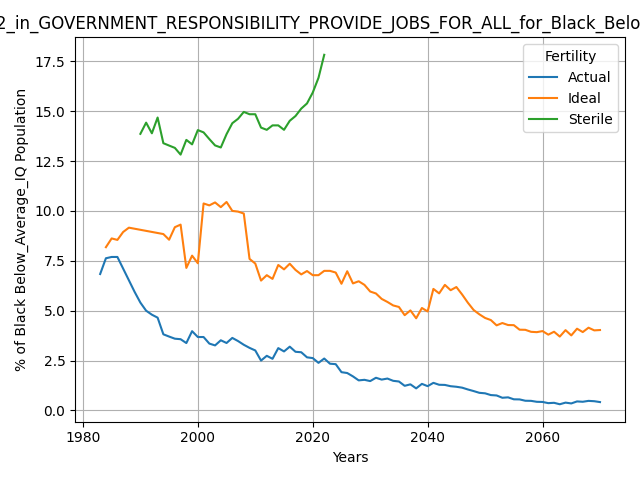 2_in_GOVERNMENT_RESPONSIBILITY_PROVIDE_JOBS_FOR_ALL_for_Black_Belo
Fertility
Actual
Ideal
Sterile
% of Black Below_Average_IQ Population
17.5
15.0
12.5
10.0
7.5
5.0
2.5
0.0
1980
2000
2020
2040
2060
Years